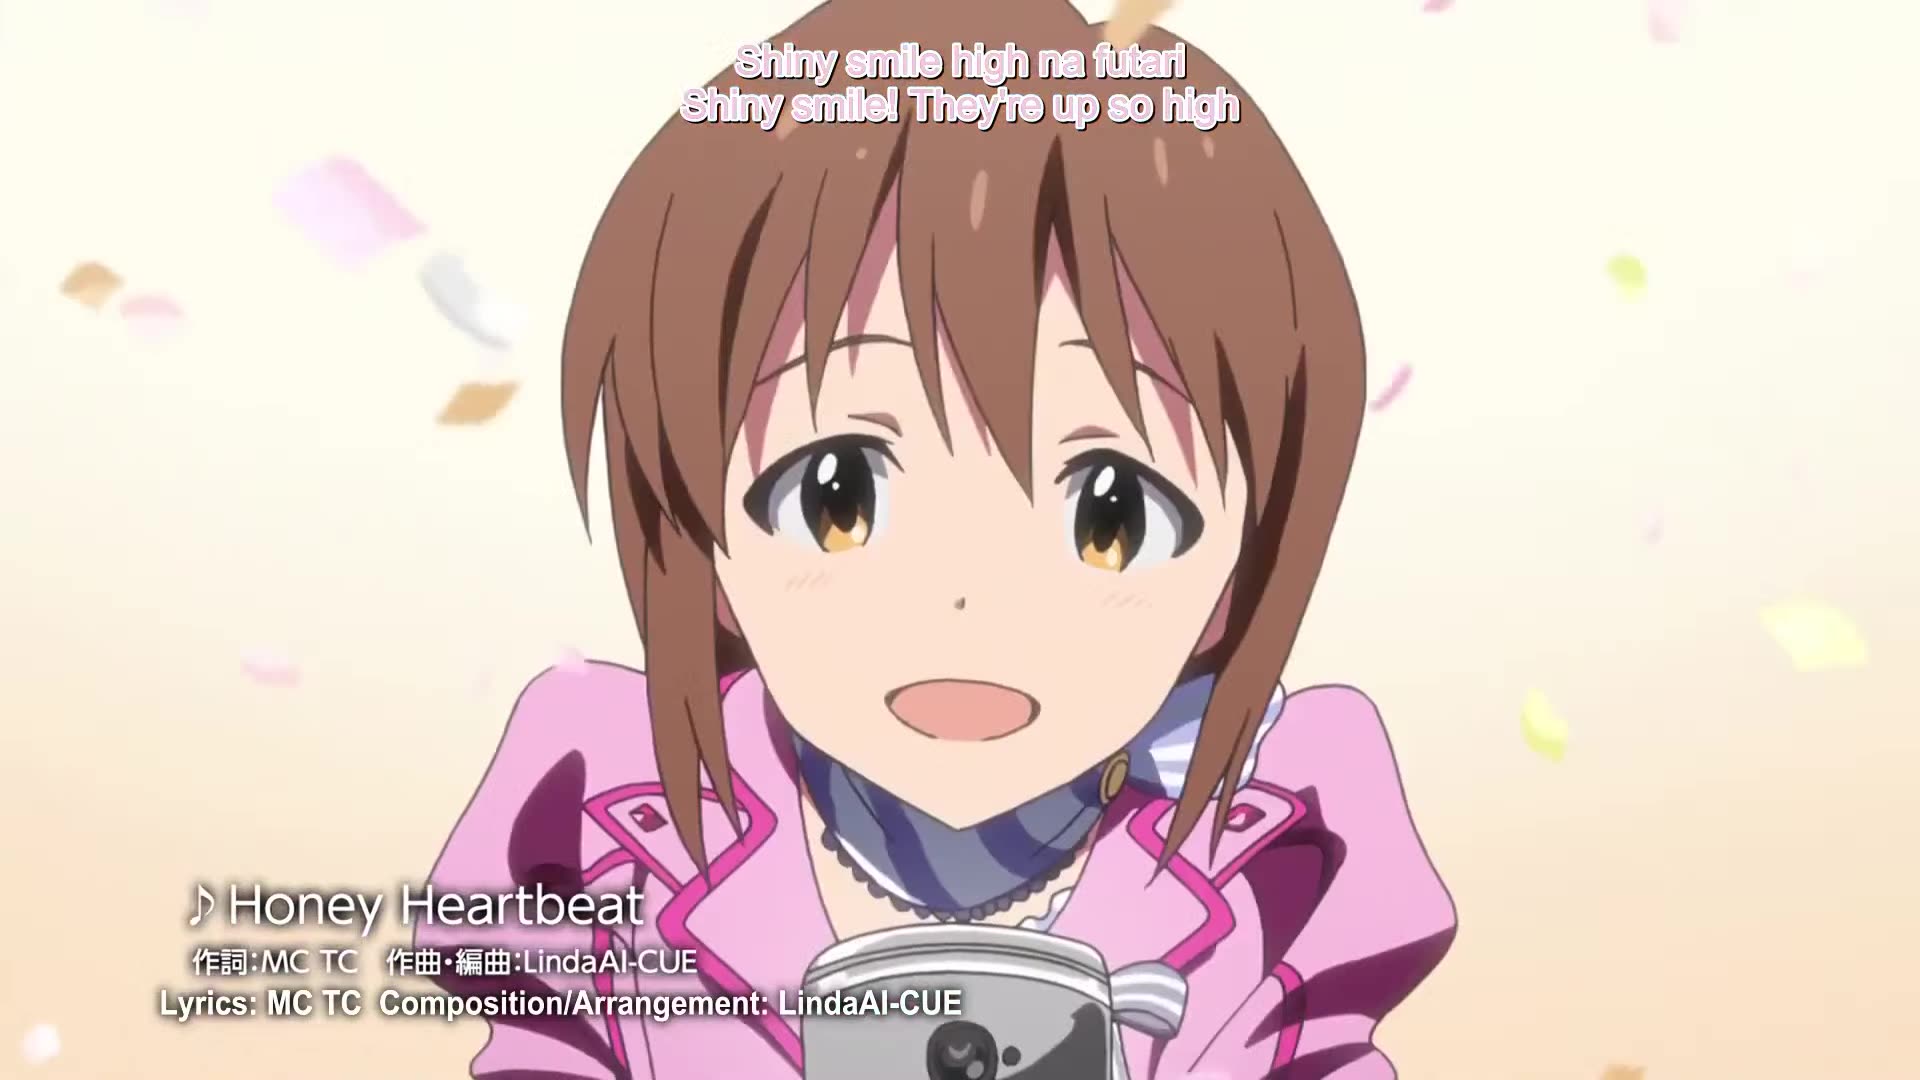 Shiny smile high na futari
Shiny smile! They're up so high
♪Honey Heartbeat
作詞:MC TC 作曲・編曲:LindaAI-CUE
Lyrics: MC TC Composition/Arrangement: LindaAI-CUE